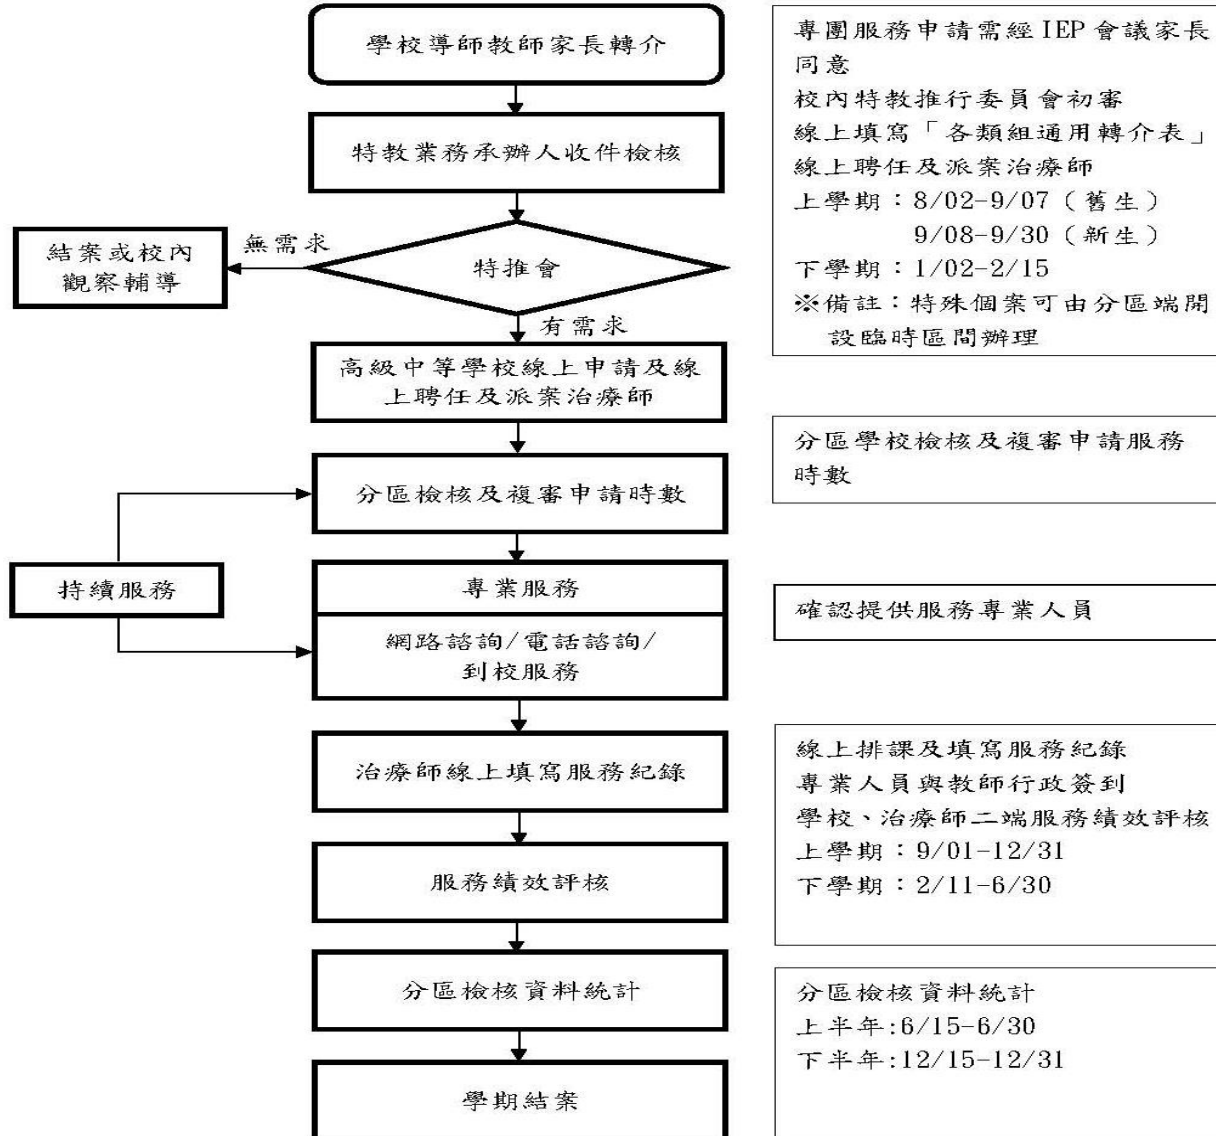 學校導師教師家長轉介
特教業務承辦人收件檢核
無需求
結案或校內
觀察輔導
特推會
有需求
高級中等學校線上申請及線
上聘任及派案治療師
分區檢核及複審申請時數
持續服務
專業服務
網路諮詢/電話諮詢/
到校服務
治療師線上填寫服務紀錄
服務績效評核
分區檢核資料統計
學期結案
專團服務申請需經 IEP 會議家長
同意
校內特教推行委員會初審
線上填寫「各類組通用轉介表」
線上聘任及派案治療師
上學期：8/02-9/07（舊生）
9/08-9/30（新生）
下學期：1/02-2/15
※備註：特殊個案可由分區端開
設臨時區間辦理
分區學校檢核及複審申請服務
時數
確認提供服務專業人員
線上排課及填寫服務紀錄
專業人員與教師行政簽到
學校、治療師二端服務績效評核
上學期：9/01-12/31
下學期：2/11-6/30
分區檢核資料統計
上半年:6/15-6/30
下半年:12/15-12/31